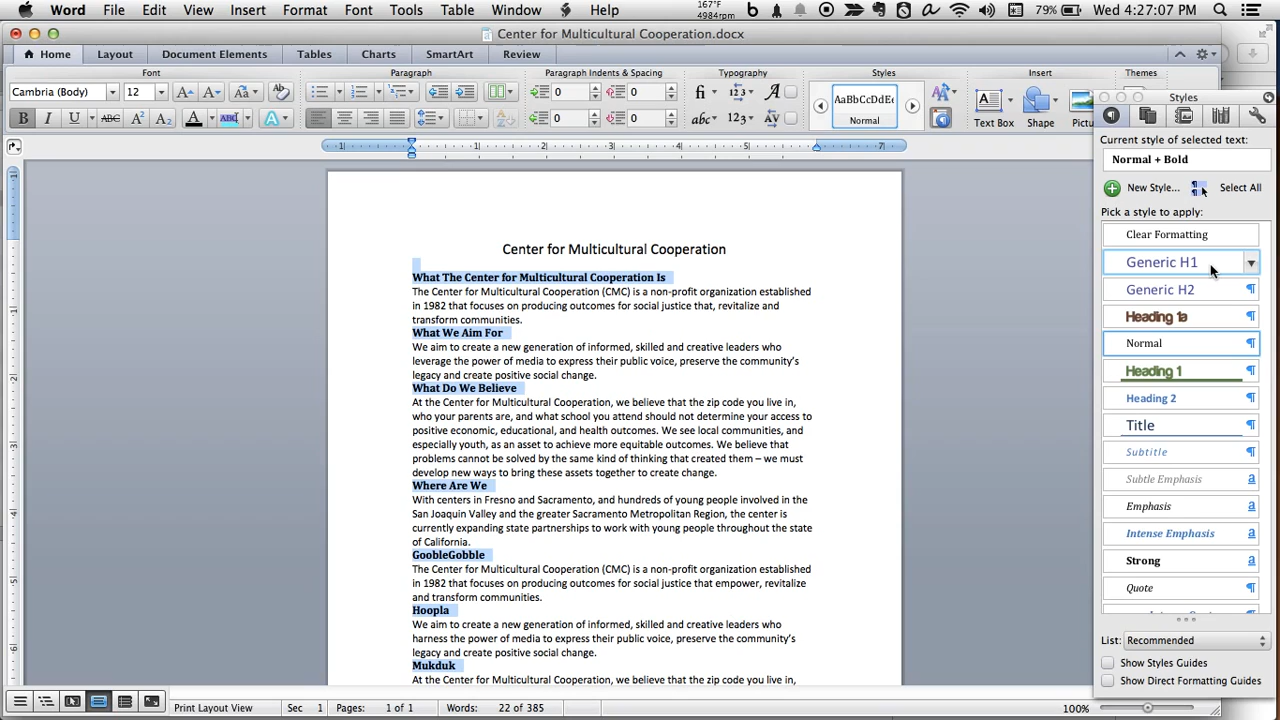 Word File Edit View Insert Format Font Tools Table Window Help 167°F 4984rpm 79% Wed 4:27:07 PM
Center for Multicultural Cooperation.docx
Home Layout Document Elements Tables Charts SmartArt Review
Font Paragraph Paragraph Indents & Spacing Typography Styles Insert Themes
Cambria (Body) 12 0 0 AaBbCcDdEe
0 0 Normal Text Box Shape Pictu
Styles
Current style of selected text:
Normal + Bold
New Style... Select All
Pick a style to apply:
Clear Formatting
Generic H1
Generic H2
Heading 1a
Normal
Heading 1
Heading 2
Title
Subtitle
Subtle Emphasis
Emphasis
Intense Emphasis
Strong
Quote
List: Recommended
Show Styles Guides
Show Direct Formatting Guides
Center for Multicultural Cooperation
What The Center for Multicultural Cooperation Is
The Center for Multicultural Cooperation (CMC) is a non-profit organization established
in 1982 that focuses on producing outcomes for social justice that, revitalize and
transform communities.
What We Aim For
We aim to create a new generation of informed, skilled and creative leaders who
leverage the power of media to express their public voice, preserve the community's
legacy and create positive social change.
What Do We Believe
At the Center for Multicultural Cooperation, we believe that the zip code you live in,
who your parents are, and what school you attend should not determine your access to
positive economic, educational, and health outcomes. We see local communities, and
especially youth, as an asset to achieve more equitable outcomes. We believe that
problems cannot be solved by the same kind of thinking that created them – we must
develop new ways to bring these assets together to create change.
Where Are We
With centers in Fresno and Sacramento, and hundreds of young people involved in the
San Joaquin Valley and the greater Sacramento Metropolitan Region, the center is
currently expanding state partnerships to work with young people throughout the state
of California.
GoobleGobble
The Center for Multicultural Cooperation (CMC) is a non-profit organization established
in 1982 that focuses on producing outcomes for social justice that empower, revitalize
and transform communities.
Hoopla
We aim to create a new generation of informed, skilled and creative leaders who
harness the power of media to express their public voice, preserve the community's
legacy and create positive social change.
Mukduk
At the Center for Multicultural Cooperation, we believe that the zip code you live in,
Print Layout View Sec 1 Pages: 1 of 1 Words: 22 of 385 100%